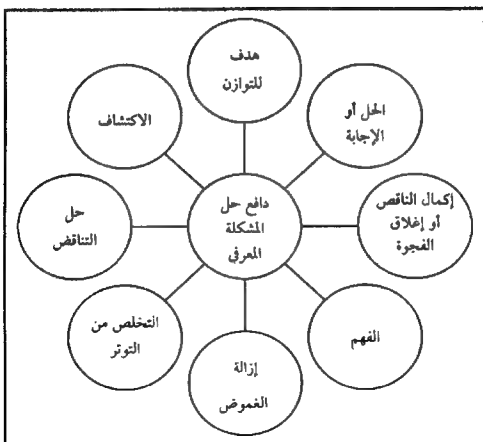 هدف
للتوازن
الحل أو
الإجابة
إكمال الناقص
أو إغلاق
الفجوة
الفهم
إزالة
الغموض
التخلص من
التوتر
حل
التناقض
الاكتشاف
دافع حل
المشكلة
المعرفي